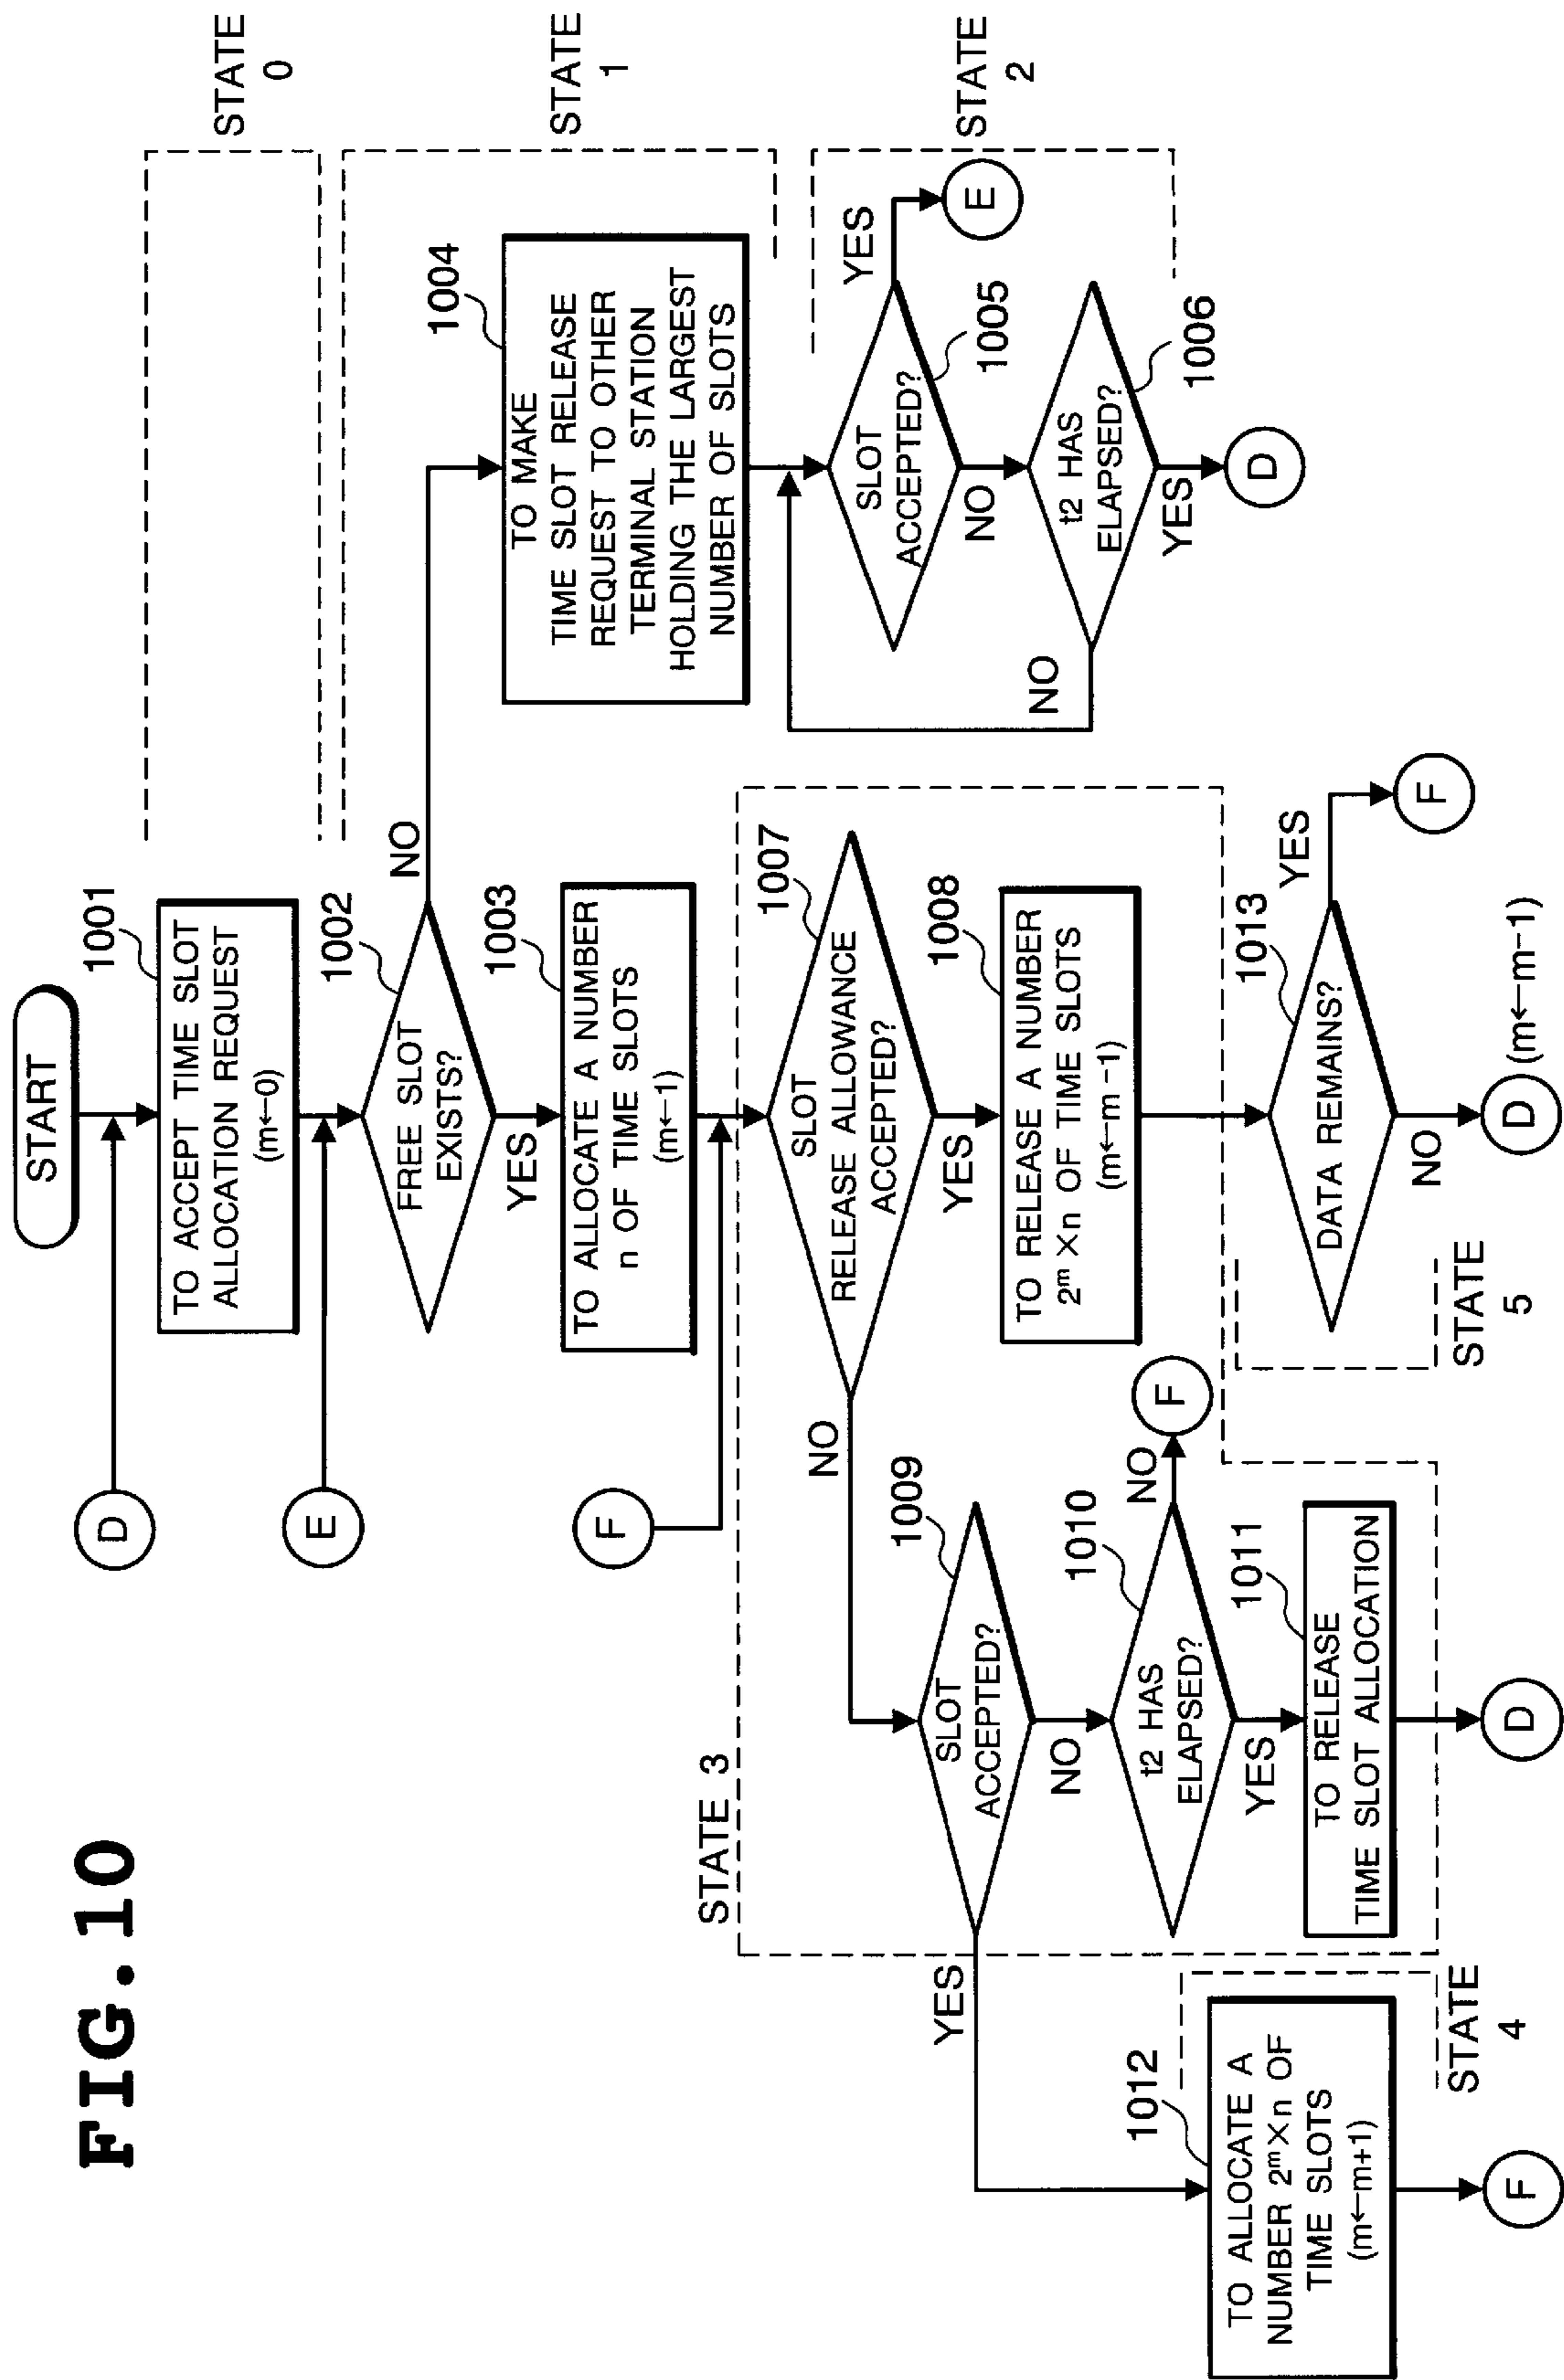 FIG.10
START
D
1001
TO ACCEPT TIME SLOT
ALLOCATION REQUEST
(m←0)
STATE
0
E
1002
FREE SLOT
EXISTS?
NO
YES
STATE
1
1003
TO ALLOCATE A NUMBER
n OF TIME SLOTS
(m←1)
F
1004
TO MAKE
TIME SLOT RELEASE
REQUEST TO OTHER
TERMINAL STATION
HOLDING THE LARGEST
NUMBER OF SLOTS
STATE 3
1007
SLOT
RELEASE ALLOWANCE
ACCEPTED?
NO
YES
SLOT
ACCEPTED?
1005
YES
E
NO
STATE
2
t2 HAS
ELAPSED?
1006
NO
YES
D
1008
TO RELEASE A NUMBER
2ᵐ×n OF TIME SLOTS
(m←m-1)
1009
SLOT
ACCEPTED?
YES
NO
1010
t2 HAS
ELAPSED?
NO
F
YES
1011
TO RELEASE
TIME SLOT ALLOCATION
D
1012
TO ALLOCATE A
NUMBER 2ᵐ×n OF
TIME SLOTS
(m←m+1)
STATE
4
F
1013
DATA REMAINS?
YES
F
NO
STATE
5
D (m←m-1)